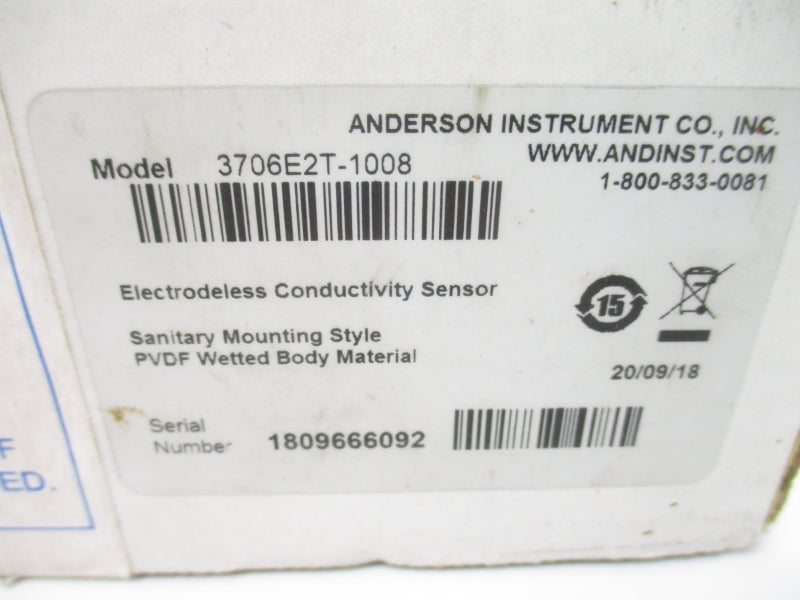 ANDERSON INSTRUMENT CO., INC.
WWW.ANDINST.COM
1-800-833-0081
Model 3706E2T-1008
Electrodeless Conductivity Sensor
Sanitary Mounting Style
PVDF Wetted Body Material
15
20/09/18
Serial
Number 1809666092
F
ED.